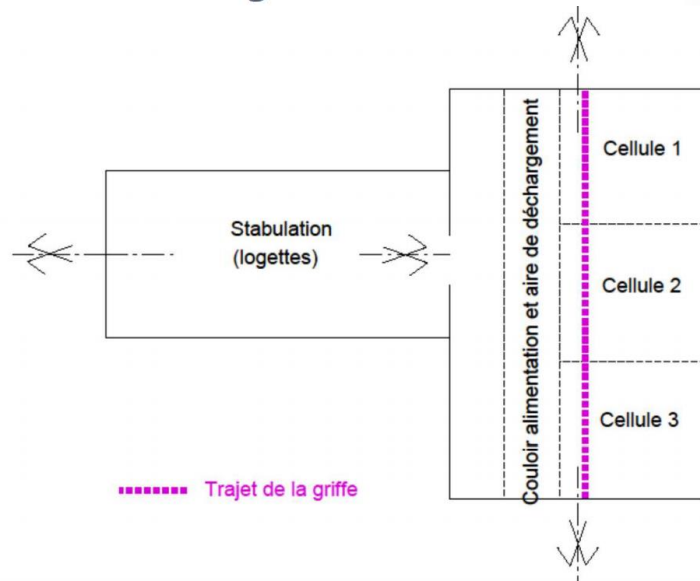 Stabulation
(logettes)
Couloir alimentation et aire de déchargement
Cellule 1
Cellule 2
Cellule 3
Trajet de la griffe